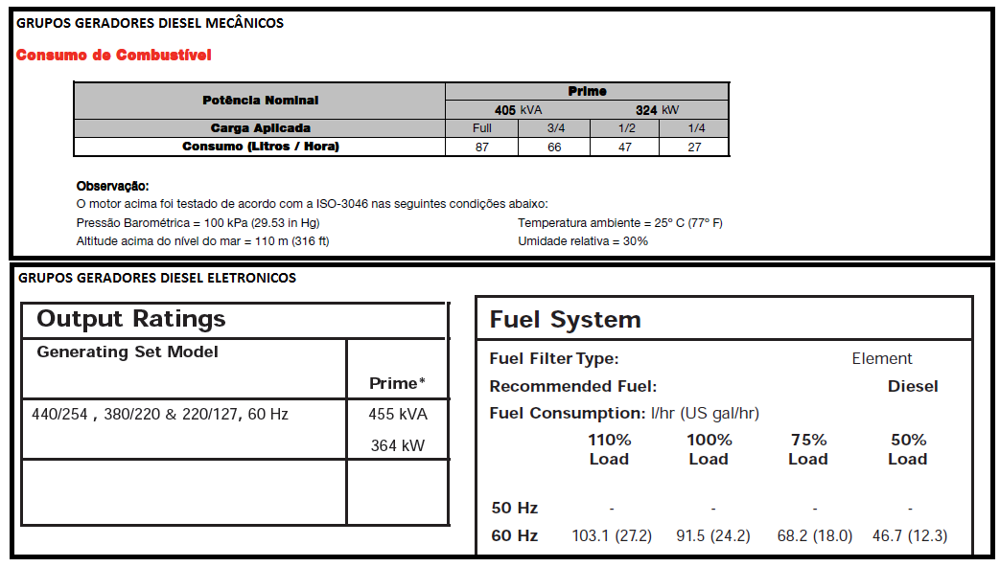 GRUPOS GERADORES DIESEL MECÂNICOS
Consumo de Combustível
Potência Nominal
Prime
405 kVA 324 kW
Carga Aplicada Full 3/4 1/2 1/4
Consumo (Litros / Hora) 87 66 47 27
Observação:
O motor acima foi testado de acordo com a ISO-3046 nas seguintes condições abaixo:
Pressão Barométrica = 100 kPa (29.53 in Hg) Temperatura ambiente = 25º C (77º F)
Altitude acima do nível do mar = 110 m (316 ft) Umidade relativa = 30%
GRUPOS GERADORES DIESEL ELETRONICOS
Output Ratings
Generating Set Model
Prime*
440/254 , 380/220 & 220/127, 60 Hz 455 kVA
364 kW
Fuel System
Fuel Filter Type: Element
Recommended Fuel: Diesel
Fuel Consumption: l/hr (US gal/hr)
110% 100% 75% 50%
Load Load Load Load
50 Hz - - - -
60 Hz 103.1 (27.2) 91.5 (24.2) 68.2 (18.0) 46.7 (12.3)